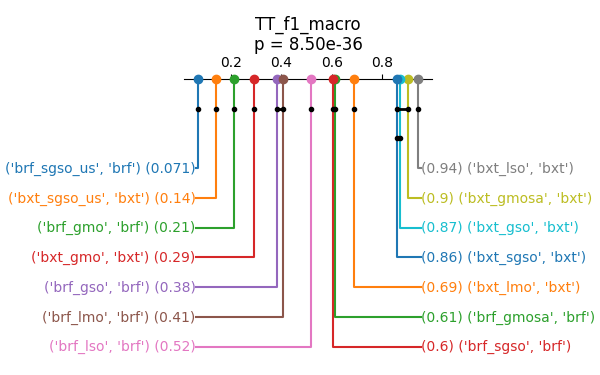 TT_f1_macro
p = 8.50e-36
0.2 0.4 0.6 0.8
('brf_sgso_us', 'brf') (0.071) (0.94) ('bxt_lso', 'bxt')
('bxt_sgso_us', 'bxt') (0.14) (0.9) ('bxt_gmosa', 'bxt')
('brf_gmo', 'brf') (0.21) (0.87) ('bxt_gso', 'bxt')
('bxt_gmo', 'bxt') (0.29) (0.86) ('bxt_sgso', 'bxt')
('brf_gso', 'brf') (0.38) (0.69) ('bxt_lmo', 'bxt')
('brf_lmo', 'brf') (0.41) (0.61) ('brf_gmosa', 'brf')
('brf_lso', 'brf') (0.52) (0.6) ('brf_sgso', 'brf')